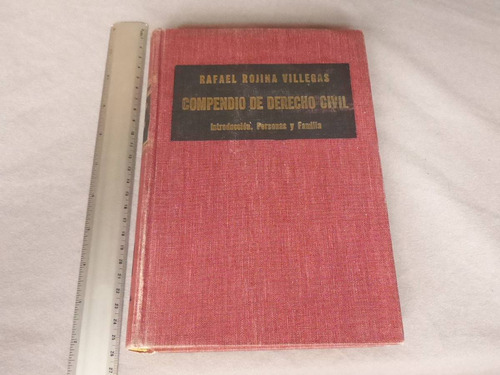 RAFAEL ROJINA VILLEGAS
COMPENDIO DE DERECHO CIVIL
Introducción, Personas y Familia